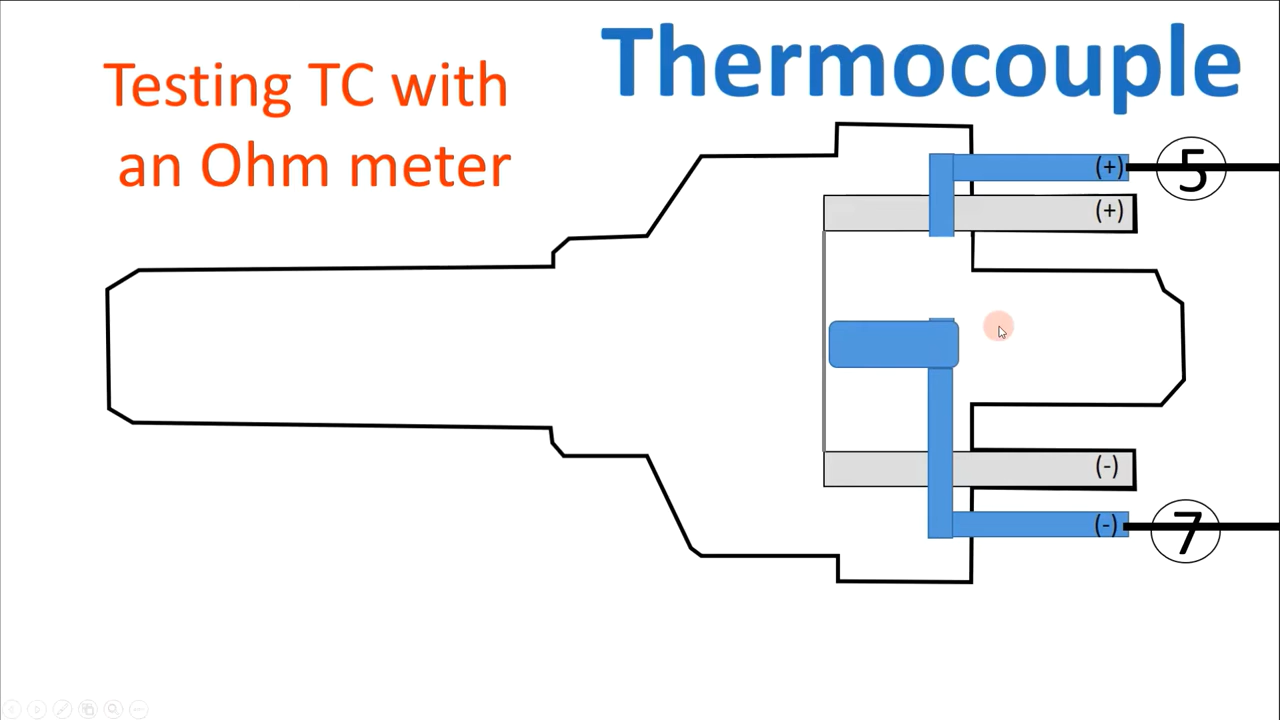 Thermocouple
Testing TC with
an Ohm meter
(+)
5
(+)
(-)
(-)
7